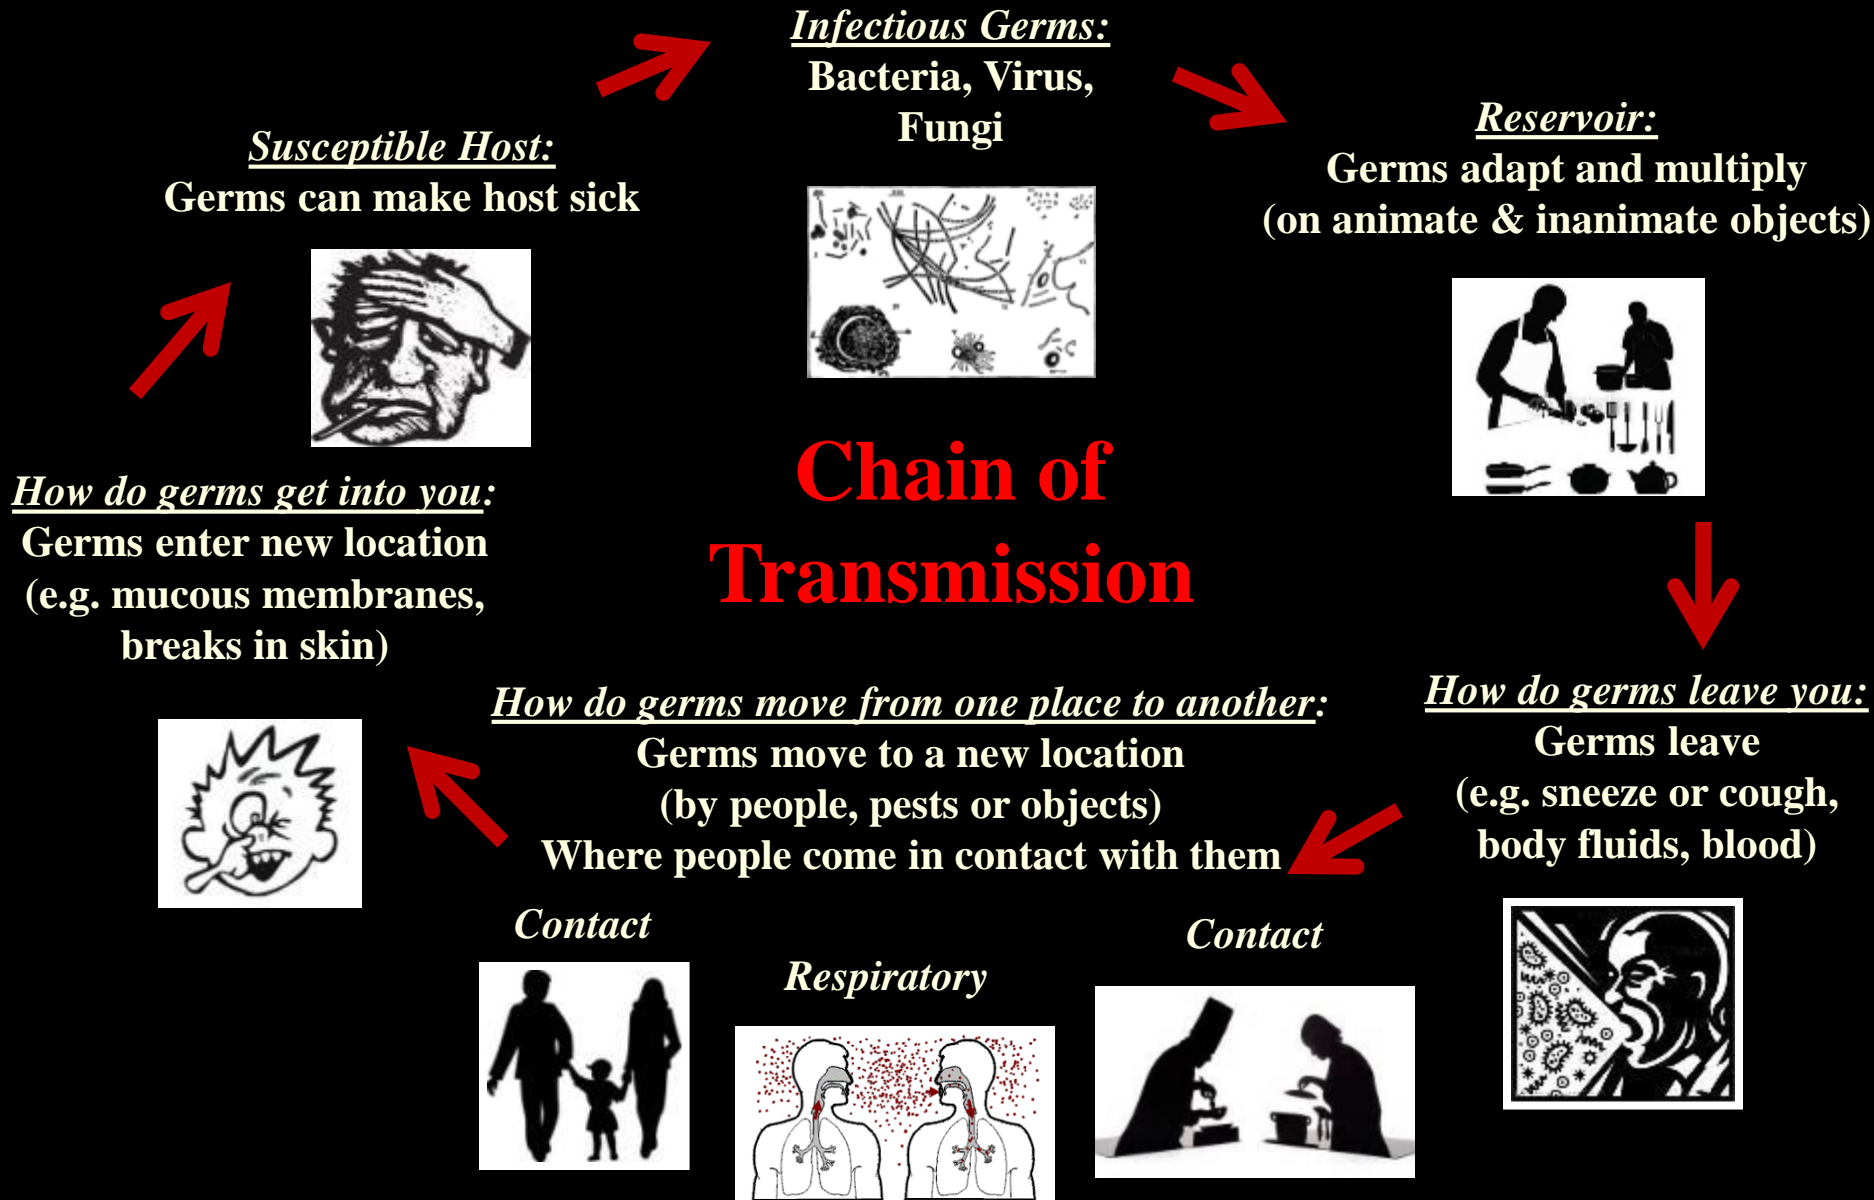 Infectious Germs:
Bacteria, Virus,
Fungi
Reservoir:
Germs adapt and multiply
(on animate & inanimate objects)
How do germs leave you:
Germs leave
(e.g. sneeze or cough,
body fluids, blood)
How do germs move from one place to another:
Germs move to a new location
(by people, pests or objects)
Where people come in contact with them
Contact
Respiratory
Contact
How do germs get into you:
Germs enter new location
(e.g. mucous membranes,
breaks in skin)
Susceptible Host:
Germs can make host sick
Chain of
Transmission